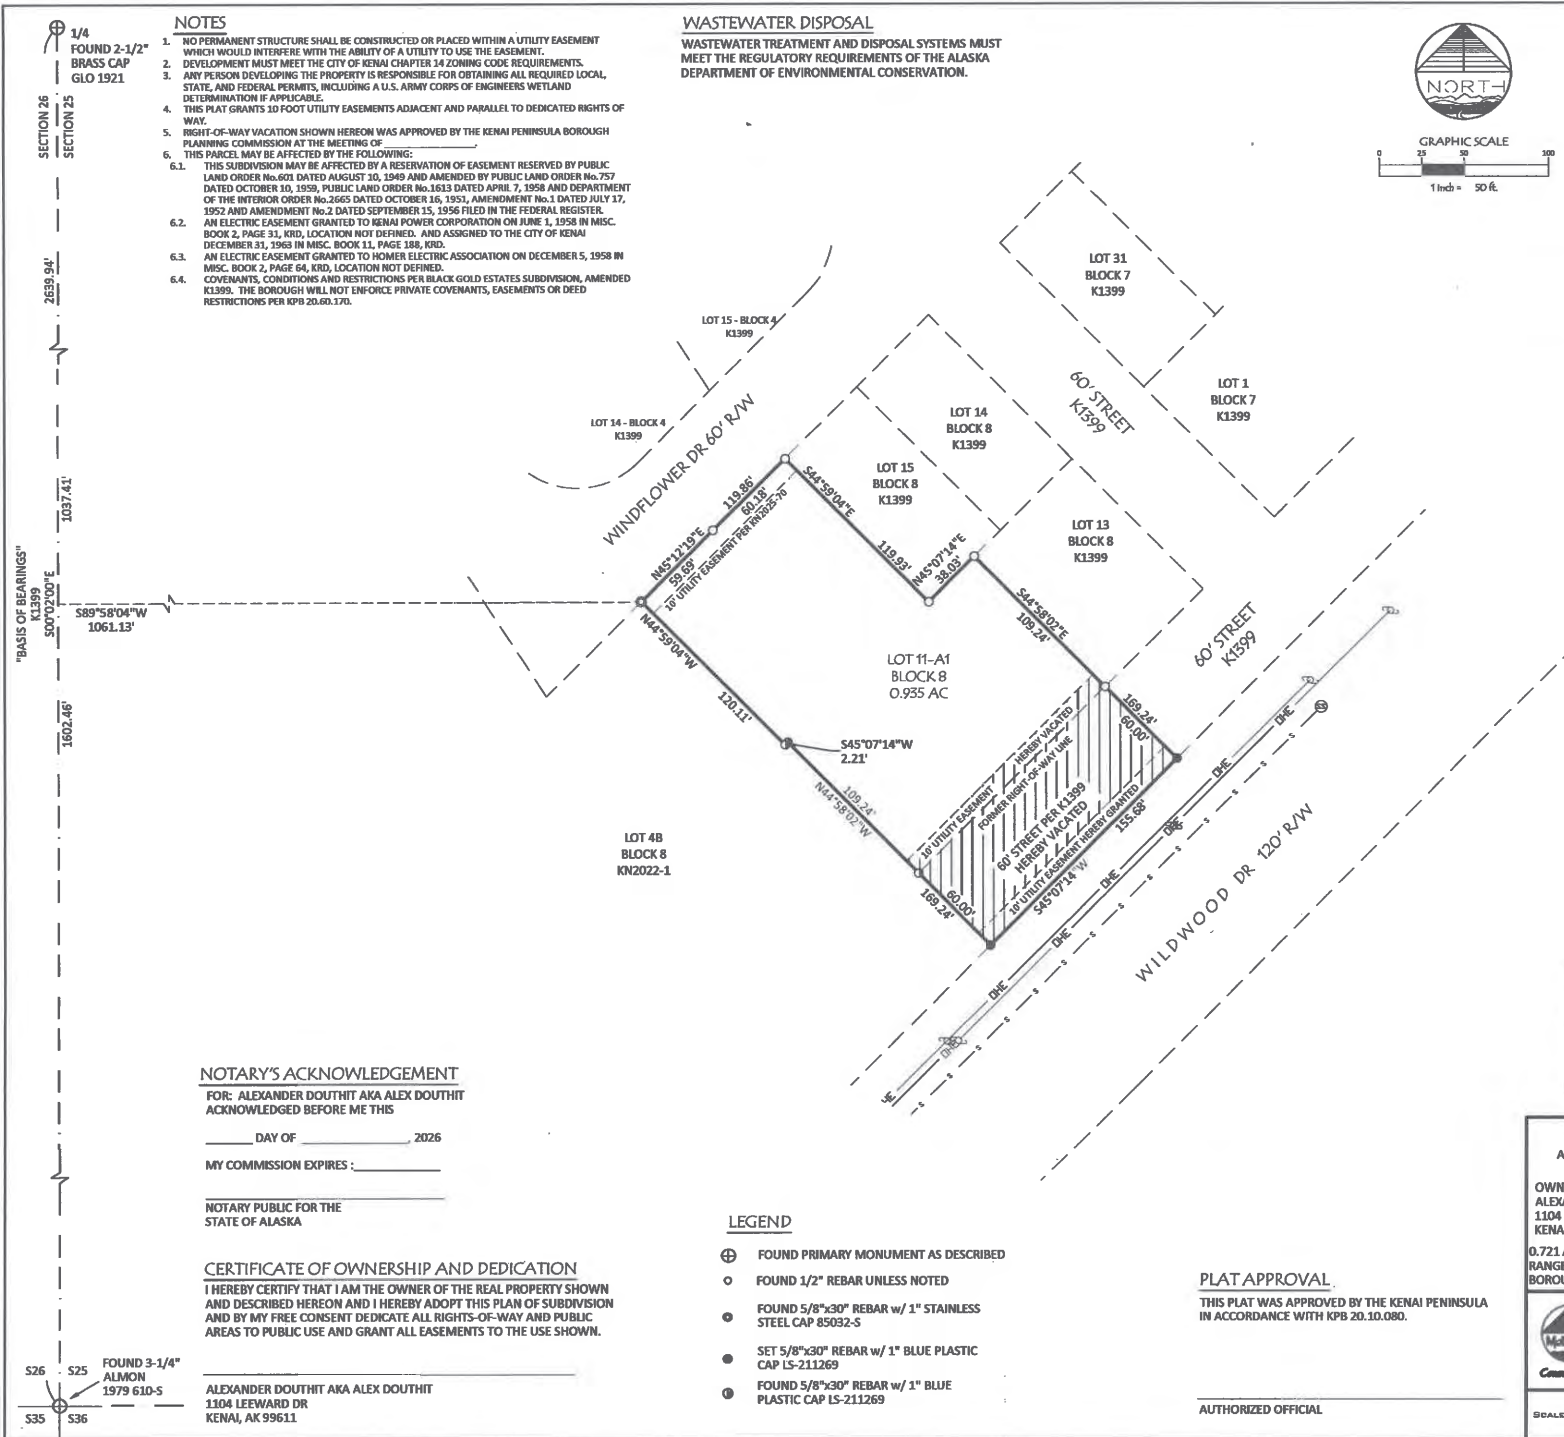 1/4
FOUND 2-1/2"
BRASS CAP
GLO 1921
SECTION 26
SECTION 25
2639.94'
1037.41'
"BASIS OF BEARINGS"
K1399
S00°02'00"E
S89°58'04"W
1061.13'
1602.46'
S26
S25
S35
S36
FOUND 3-1/4"
ALMON
1979 610-S
NOTES
1. NO PERMANENT STRUCTURE SHALL BE CONSTRUCTED OR PLACED WITHIN A UTILITY EASEMENT
WHICH WOULD INTERFERE WITH THE ABILITY OF A UTILITY TO USE THE EASEMENT.
2. DEVELOPMENT MUST MEET THE CITY OF KENAI CHAPTER 14 ZONING CODE REQUIREMENTS.
3. ANY PERSON DEVELOPING THE PROPERTY IS RESPONSIBLE FOR OBTAINING ALL REQUIRED LOCAL,
STATE, AND FEDERAL PERMITS, INCLUDING A U.S. ARMY CORPS OF ENGINEERS WETLAND
DETERMINATION IF APPLICABLE.
4. THIS PLAT GRANTS 10 FOOT UTILITY EASEMENTS ADJACENT AND PARALLEL TO DEDICATED RIGHTS OF
WAY.
5. RIGHT-OF-WAY VACATION SHOWN HEREON WAS APPROVED BY THE KENAI PENINSULA BOROUGH
PLANNING COMMISSION AT THE MEETING OF ____________.
6. THIS PARCEL MAY BE AFFECTED BY THE FOLLOWING:
6.1. THIS SUBDIVISION MAY BE AFFECTED BY A RESERVATION OF EASEMENT RESERVED BY PUBLIC
LAND ORDER No.601 DATED AUGUST 10, 1949 AND AMENDED BY PUBLIC LAND ORDER No.757
DATED OCTOBER 10, 1959, PUBLIC LAND ORDER No.1613 DATED APRIL 7, 1958 AND DEPARTMENT
OF THE INTERIOR ORDER No.2665 DATED OCTOBER 16, 1951, AMENDMENT No.1 DATED JULY 17,
1952 AND AMENDMENT No.2 DATED SEPTEMBER 15, 1956 FILED IN THE FEDERAL REGISTER.
6.2. AN ELECTRIC EASEMENT GRANTED TO KENAI POWER CORPORATION ON JUNE 1, 1958 IN MISC.
BOOK 2, PAGE 31, KRD, LOCATION NOT DEFINED. AND ASSIGNED TO THE CITY OF KENAI
DECEMBER 31, 1963 IN MISC. BOOK 11, PAGE 188, KRD.
6.3. AN ELECTRIC EASEMENT GRANTED TO HOMER ELECTRIC ASSOCIATION ON DECEMBER 5, 1958 IN
MISC. BOOK 2, PAGE 64, KRD, LOCATION NOT DEFINED.
6.4. COVENANTS, CONDITIONS AND RESTRICTIONS PER BLACK GOLD ESTATES SUBDIVISION, AMENDED
K1399. THE BOROUGH WILL NOT ENFORCE PRIVATE COVENANTS, EASEMENTS OR DEED
RESTRICTIONS PER KPB 20.60.170.
WASTEWATER DISPOSAL
WASTEWATER TREATMENT AND DISPOSAL SYSTEMS MUST
MEET THE REGULATORY REQUIREMENTS OF THE ALASKA
DEPARTMENT OF ENVIRONMENTAL CONSERVATION.
NORTH
GRAPHIC SCALE
0 25 50 100
1 inch = 50 ft.
LOT 31
BLOCK 7
K1399
LOT 1
BLOCK 7
K1399
60' STREET
K1399
LOT 15 - BLOCK 4
K1399
LOT 14 - BLOCK 4
K1399
WINDFLOWER DR 60' R/W
LOT 14
BLOCK 8
K1399
LOT 15
BLOCK 8
K1399
LOT 13
BLOCK 8
K1399
N45°12'19"E
119.86'
60.18'
59.69'
10' UTILITY EASEMENT PER KN2025-70
S44°59'04"E
119.93'
N45°07'14"E
38.03'
S44°58'02"E
109.24'
60' STREET
K1399
LOT 11-A1
BLOCK 8
0.935 AC
N44°59'04"W
120.11'
S45°07'14"W
2.21'
109.24'
N44°58'02"W
169.24'
60.00'
10' UTILITY EASEMENT HEREBY VACATED
FORMER RIGHT-OF-WAY LINE
60' STREET PER K1399
HEREBY VACATED
10' UTILITY EASEMENT HEREBY GRANTED
155.68'
S45°07'14"W
169.24'
60.00'
LOT 4B
BLOCK 8
KN2022-1
OHE
OHE
OHE
OHE
OHE
OHE
OHE
HE
S
S
S
S
S
S
S
S
S
SS
WILDWOOD DR 120' R/W
NOTARY'S ACKNOWLEDGEMENT
FOR: ALEXANDER DOUTHIT AKA ALEX DOUTHIT
ACKNOWLEDGED BEFORE ME THIS
______ DAY OF ____________, 2026
MY COMMISSION EXPIRES : __________
NOTARY PUBLIC FOR THE
STATE OF ALASKA
CERTIFICATE OF OWNERSHIP AND DEDICATION
I HEREBY CERTIFY THAT I AM THE OWNER OF THE REAL PROPERTY SHOWN
AND DESCRIBED HEREON AND I HEREBY ADOPT THIS PLAN OF SUBDIVISION
AND BY MY FREE CONSENT DEDICATE ALL RIGHTS-OF-WAY AND PUBLIC
AREAS TO PUBLIC USE AND GRANT ALL EASEMENTS TO THE USE SHOWN.
ALEXANDER DOUTHIT AKA ALEX DOUTHIT
1104 LEEWARD DR
KENAI, AK 99611
LEGEND
FOUND PRIMARY MONUMENT AS DESCRIBED
FOUND 1/2" REBAR UNLESS NOTED
FOUND 5/8"x30" REBAR w/ 1" STAINLESS
STEEL CAP 85032-S
SET 5/8"x30" REBAR w/ 1" BLUE PLASTIC
CAP LS-211269
FOUND 5/8"x30" REBAR w/ 1" BLUE
PLASTIC CAP LS-211269
PLAT APPROVAL
THIS PLAT WAS APPROVED BY THE KENAI PENINSULA
IN ACCORDANCE WITH KPB 20.10.080.
AUTHORIZED OFFICIAL
A
OWN
ALEX
1104
KENA
0.721
RANG
BOROU
SCALE